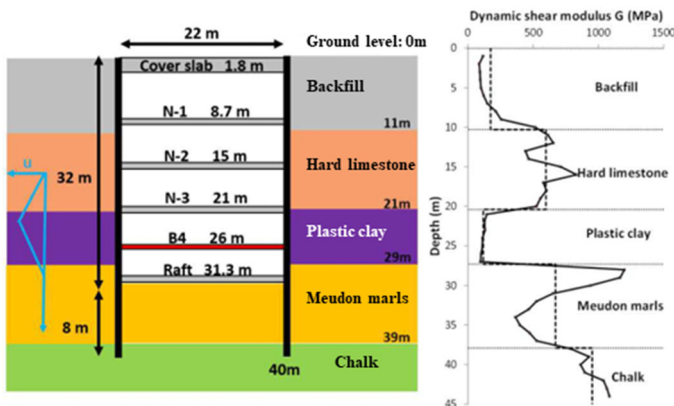 22 m
Ground level: 0m
Cover slab 1.8 m
Backfill
N-1 8.7 m
11m
N-2 15 m
Hard limestone
u
32 m
N-3 21 m
21m
Plastic clay
B4 26 m
29m
Raft 31.3 m
Meudon marls
8 m
39m
Chalk
40m
Dynamic shear modulus G (MPa)
0 500 1000 1500
0
5
10
15
20
25
30
35
40
45
Depth (m)
Backfill
Hard limestone
Plastic clay
Meudon marls
Chalk